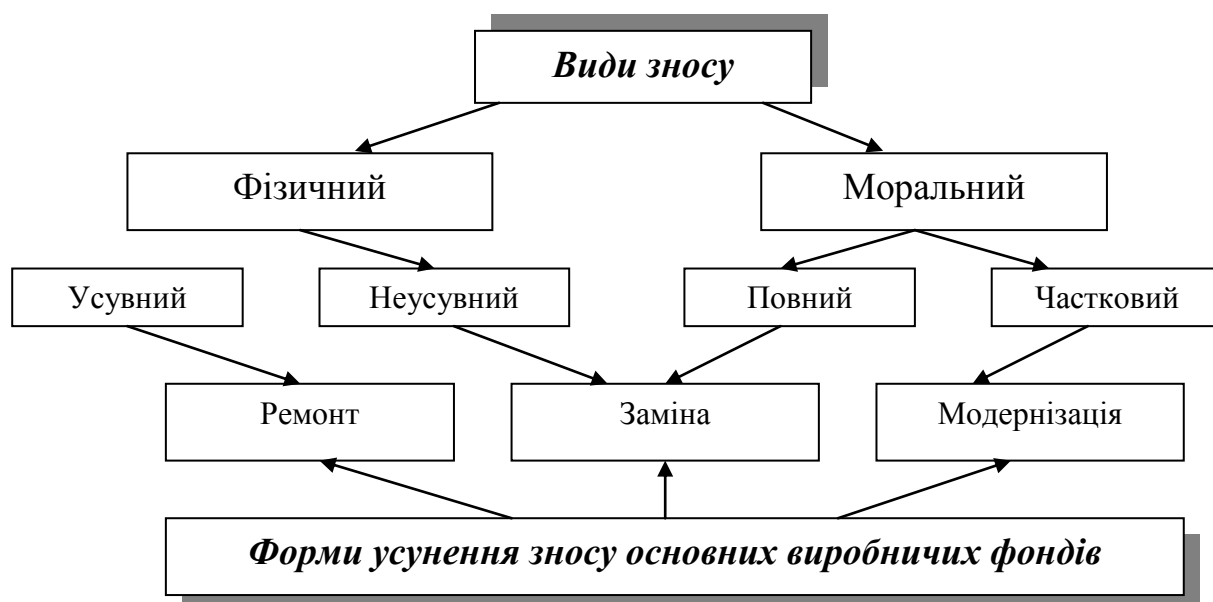 Види зносу
Фізичний
Моральний
Усувний
Неусувний
Повний
Частковий
Ремонт
Заміна
Модернізація
Форми усунення зносу основних виробничих фондів